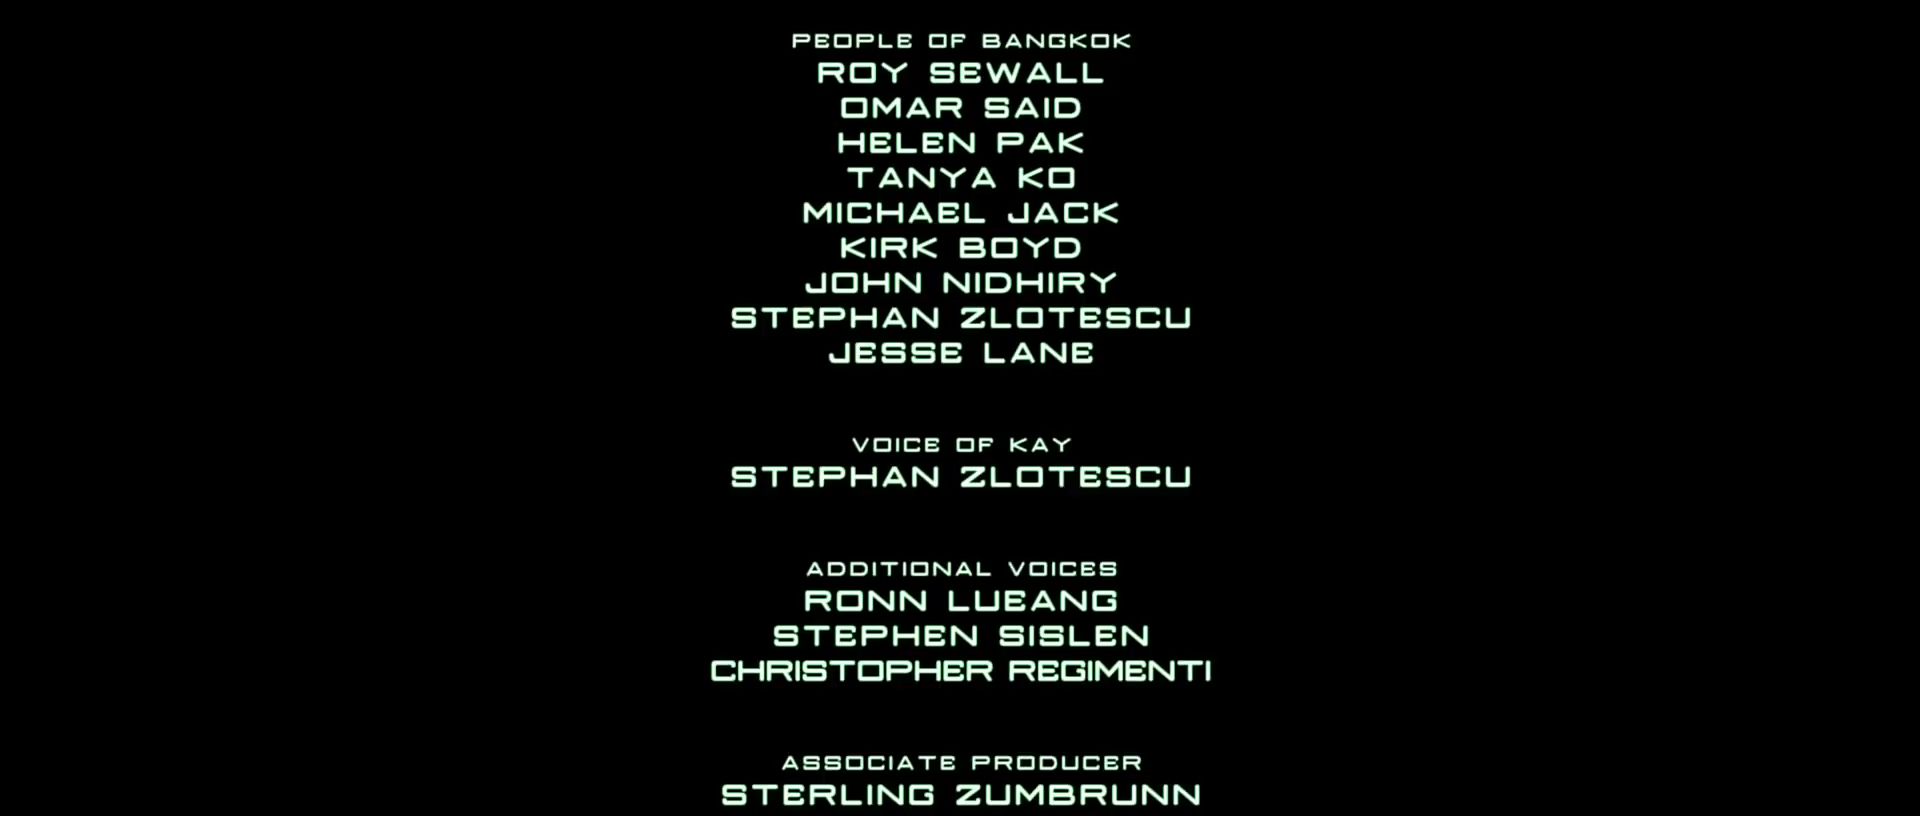 PEOPLE OF BANGKOK
ROY SEWALL
OMAR SAID
HELEN PAK
TANYA KO
MICHAEL JACK
KIRK BOYD
JOHN NIDHIRY
STEPHAN ZLOTESCU
JESSE LANE
VOICE OF KAY
STEPHAN ZLOTESCU
ADDITIONAL VOICES
RONN LUEANG
STEPHEN SISLEN
CHRISTOPHER REGIMENTI
ASSOCIATE PRODUCER
STERLING ZUMBRUNN